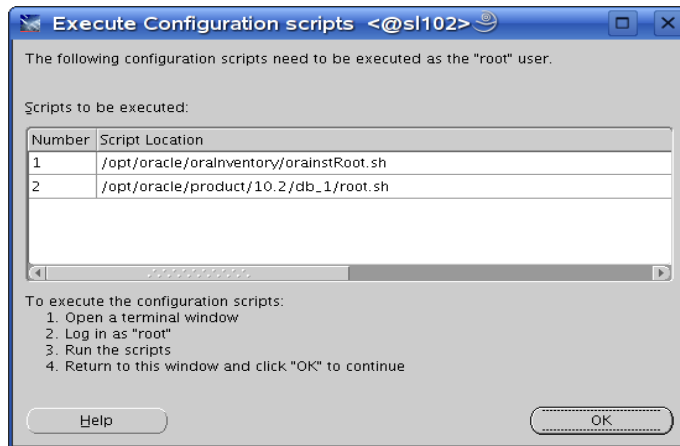 Execute Configuration scripts <@sl102>
The following configuration scripts need to be executed as the "root" user.
Scripts to be executed:
Number Script Location
1 /opt/oracle/oraInventory/orainstRoot.sh
2 /opt/oracle/product/10.2/db_1/root.sh
To execute the configuration scripts:
1. Open a terminal window
2. Log in as "root"
3. Run the scripts
4. Return to this window and click "OK" to continue
Help OK